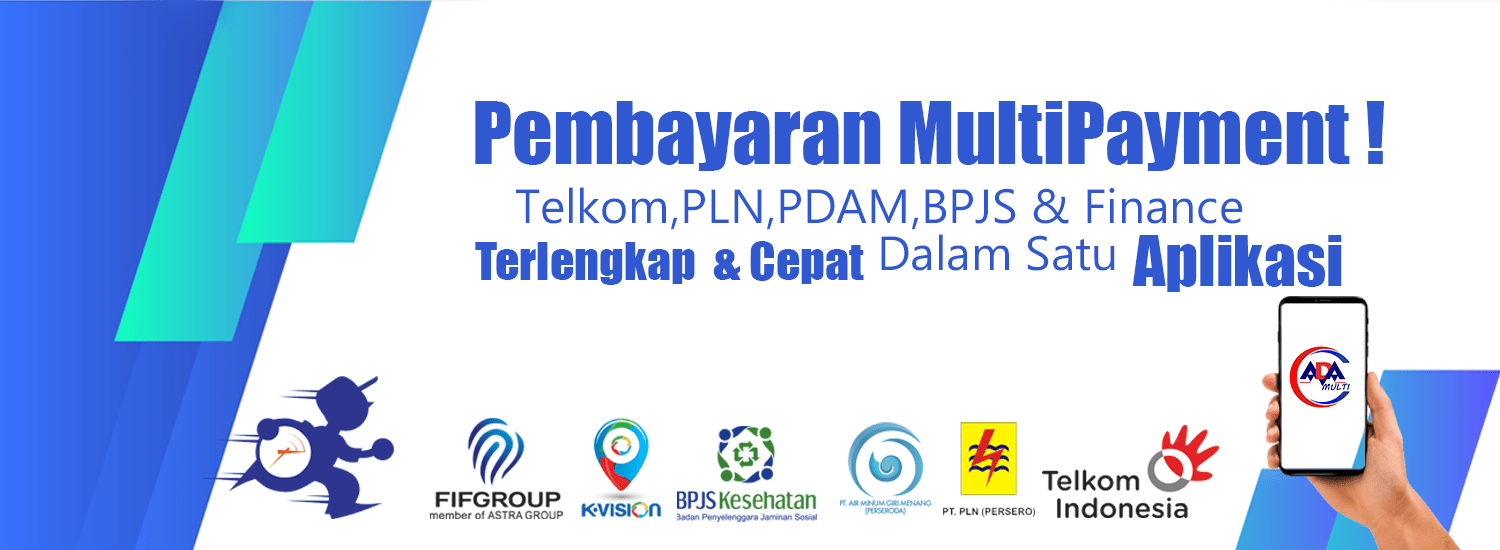 Pembayaran MultiPayment !
Telkom,PLN,PDAM,BPJS & Finance
Terlengkap & Cepat Dalam Satu Aplikasi
ADA
MULTI
FIFGROUP
member of ASTRA GROUP
K-VISION
BPJS Kesehatan
Badan Penyelenggara Jaminan Sosial
PT. AIR MINUM GIRI MENANG
(PERSERODA)
PT. PLN (PERSERO)
Telkom
Indonesia